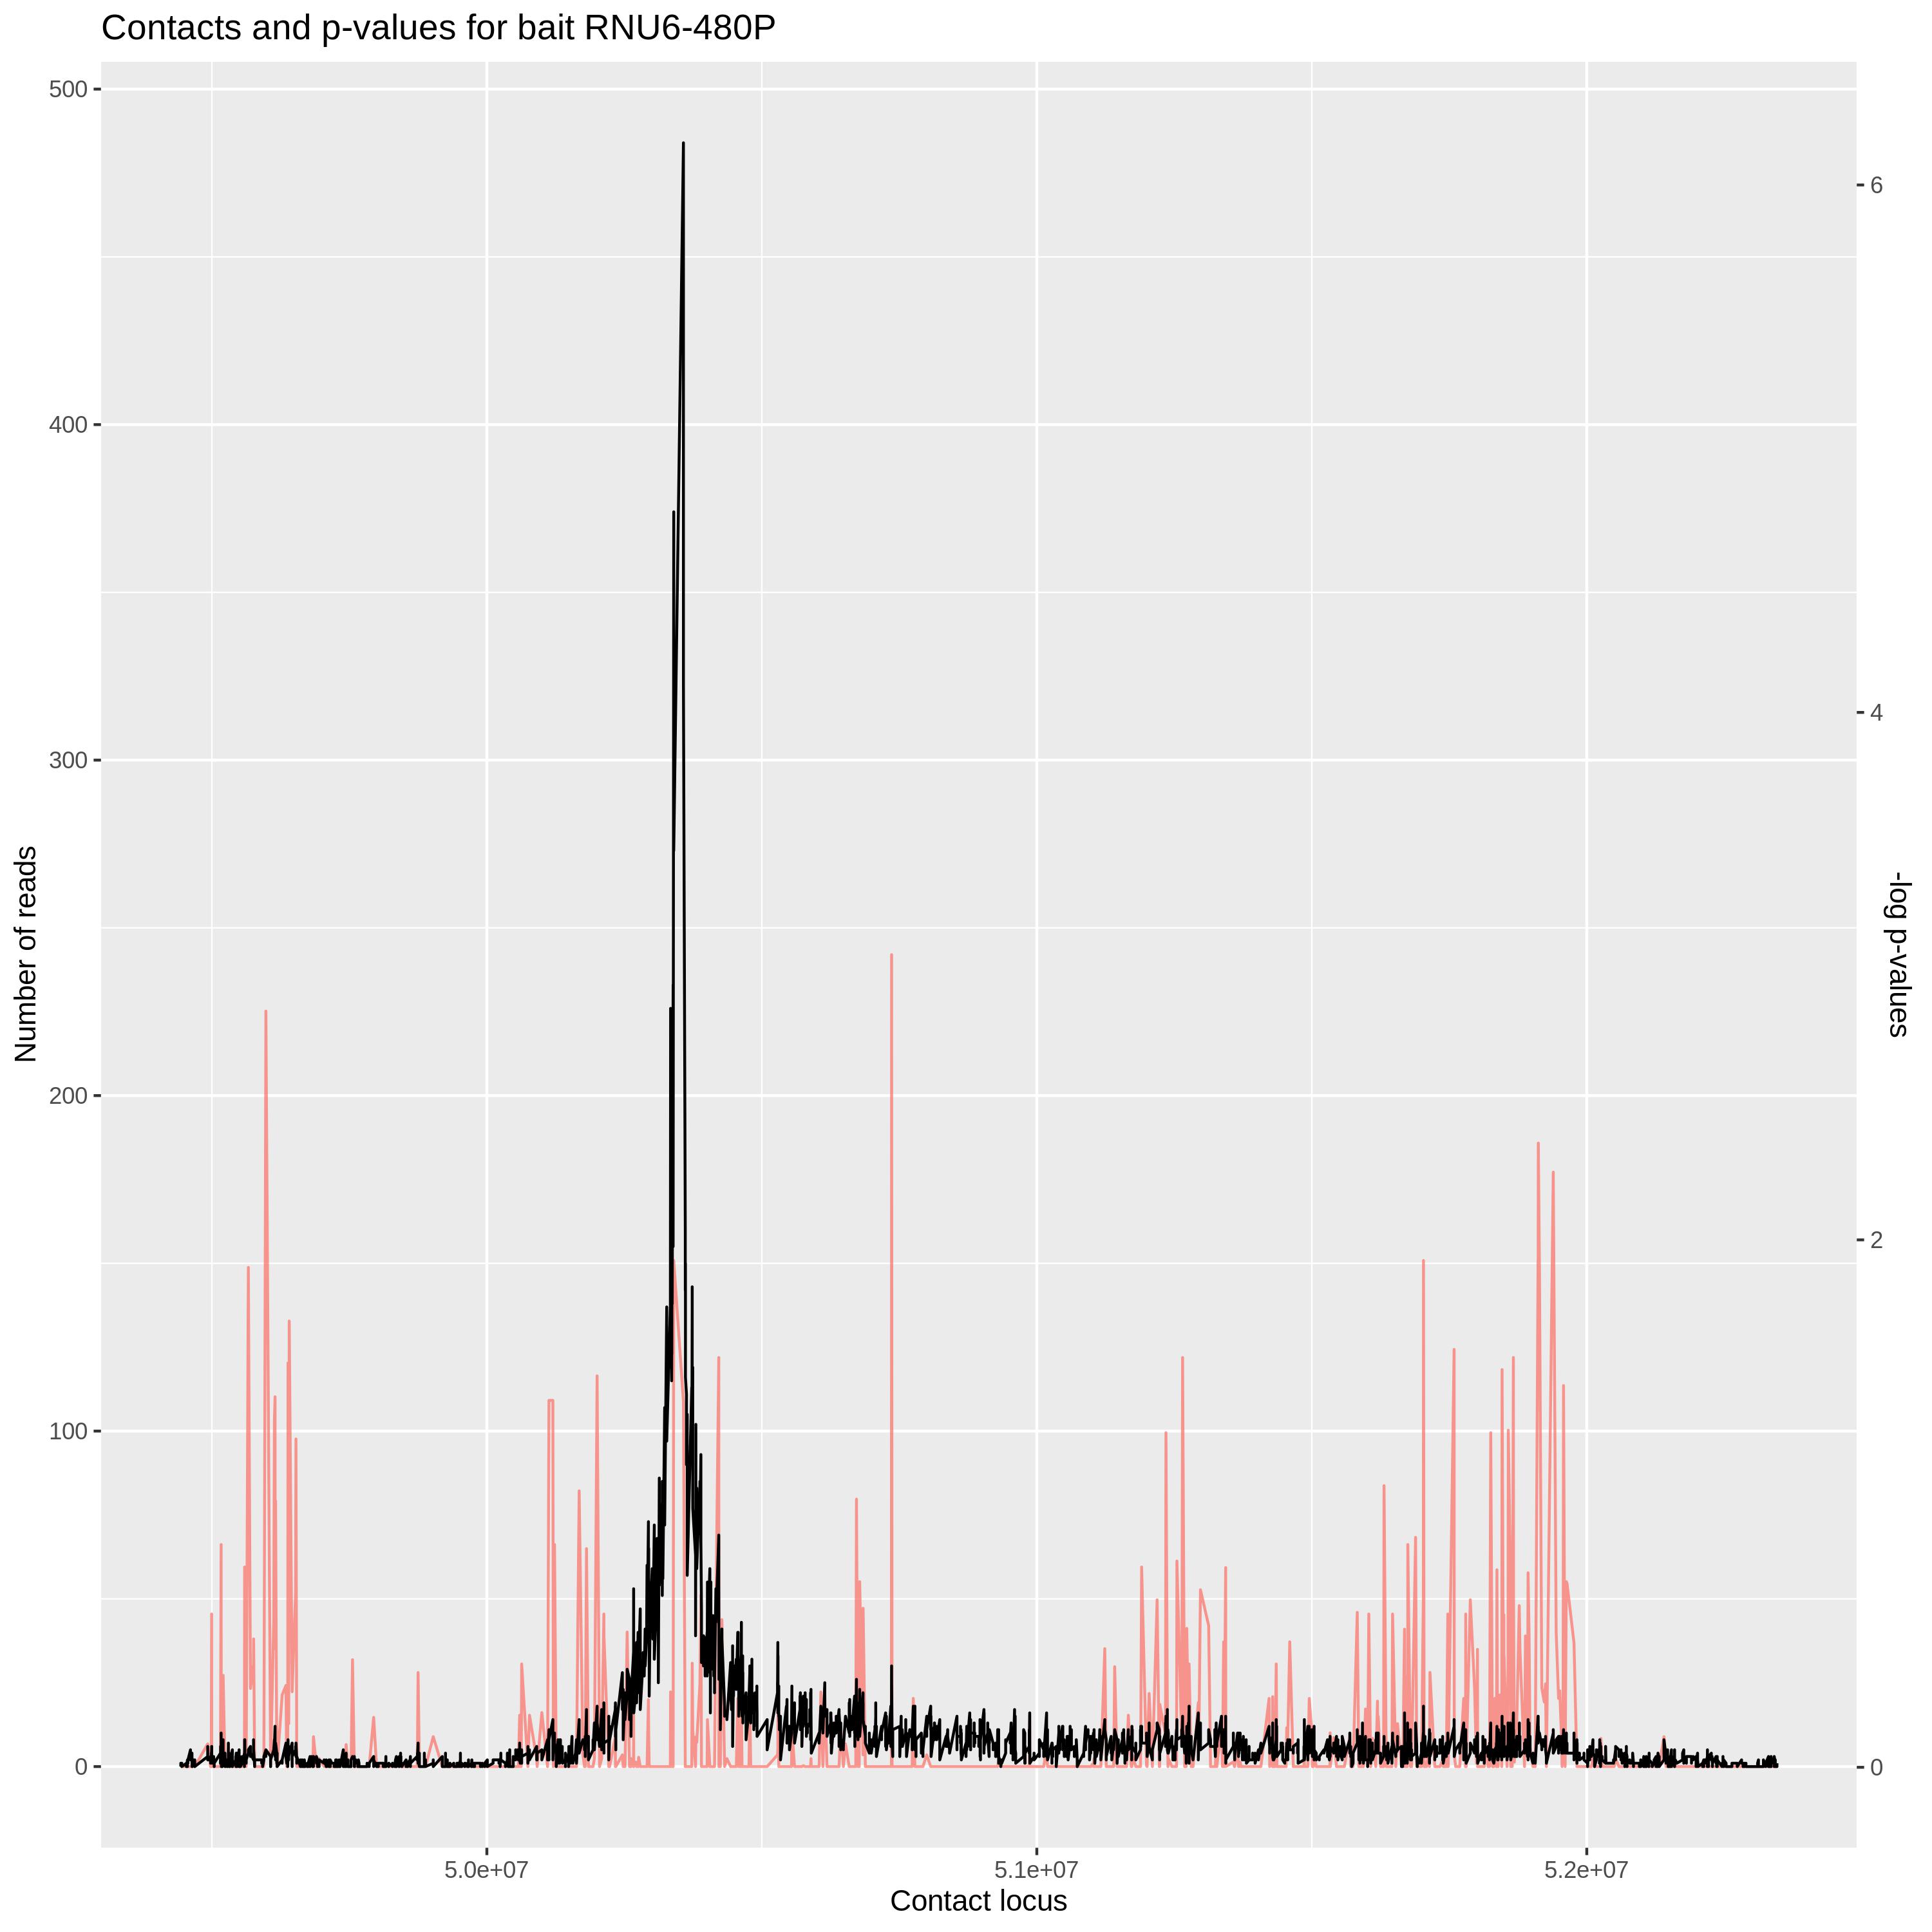 Contacts and p-values for bait RNU6-480P
500
400
300
200
100
0
Number of reads
6
4
2
0
-log p-values
5.0e+07
5.1e+07
5.2e+07
Contact locus